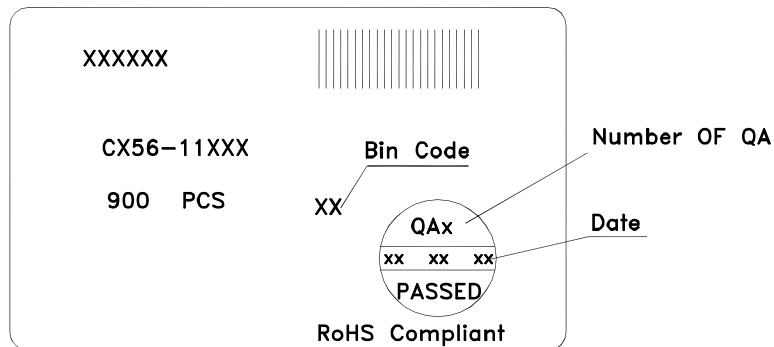 XXXXXX
CX56-11XXX
Bin Code
Number OF QA
900 PCS
XX
QAx
Date
xx xx xx
PASSED
RoHS Compliant